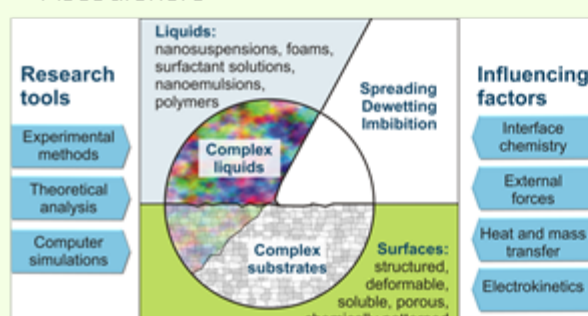 Research
tools
Experimental
methods
Theoretical
analysis
Computer
simulations
Liquids:
nanosuspensions, foams,
surfactant solutions,
nanoemulsions,
polymers
Complex
liquids
Spreading
Dewetting
Imbibition
Complex
substrates
Surfaces:
structured,
deformable,
soluble, porous,
Influencing
factors
Interface
chemistry
External
forces
Heat and mass
transfer
Electrokinetics